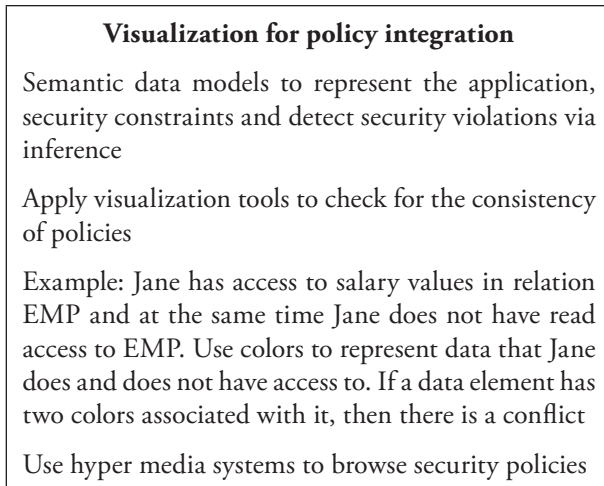 Visualization for policy integration
Semantic data models to represent the application,
security constraints and detect security violations via
inference
Apply visualization tools to check for the consistency
of policies
Example: Jane has access to salary values in relation
EMP and at the same time Jane does not have read
access to EMP. Use colors to represent data that Jane
does and does not have access to. If a data element has
two colors associated with it, then there is a conflict
Use hyper media systems to browse security policies